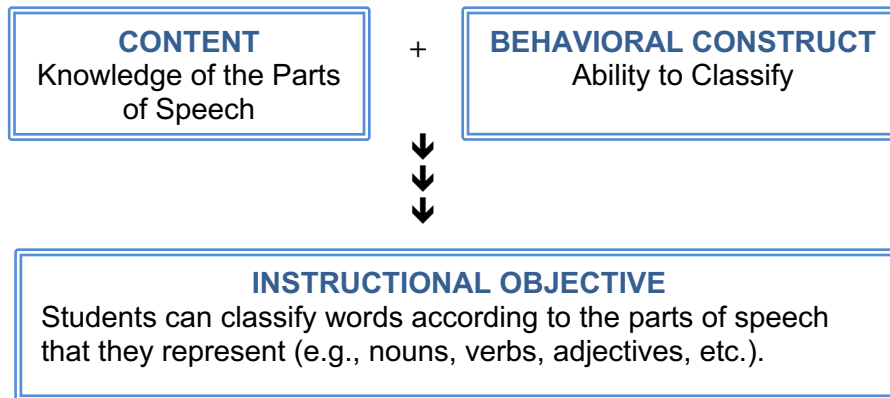 CONTENT
Knowledge of the Parts
of Speech
+
BEHAVIORAL CONSTRUCT
Ability to Classify
INSTRUCTIONAL OBJECTIVE
Students can classify words according to the parts of speech
that they represent (e.g., nouns, verbs, adjectives, etc.).